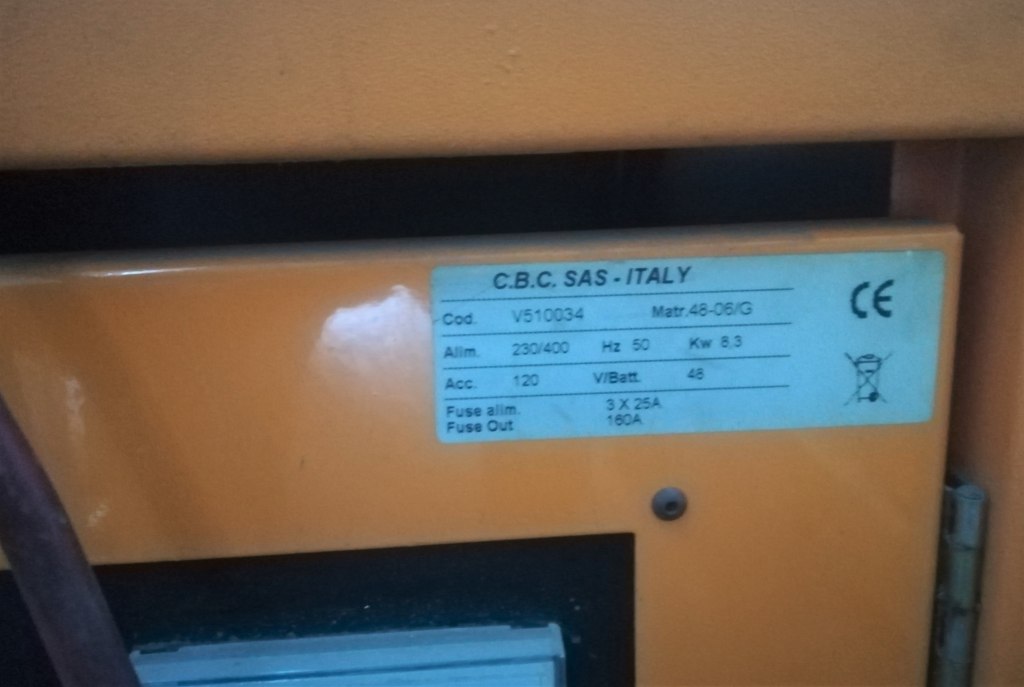 C.B.C. SAS - ITALY
CE
Cod. V510034 Matr.48-06/G
Alim. 230/400 Hz 50 Kw 8,3
Acc. 120 V/Batt. 48
Fuse alim. 3 X 25A
Fuse Out 160A